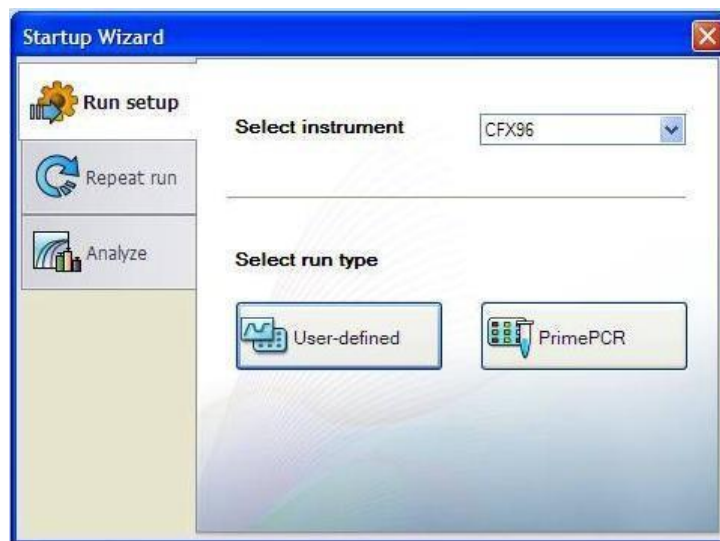 Startup Wizard
Run setup
Repeat run
Analyze
Select instrument
CFX96
Select run type
User-defined
PrimePCR